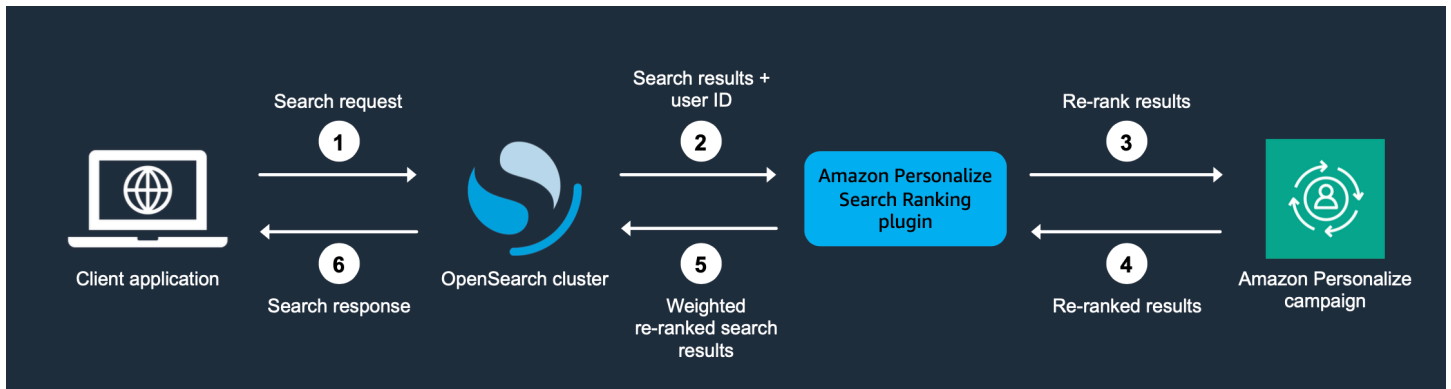 Search request
1
Search results +
user ID
2
Re-rank results
3
Amazon Personalize
Search Ranking
plugin
Client application
6
Search response
OpenSearch cluster
5
Weighted
re-ranked search
results
4
Re-ranked results
Amazon Personalize
campaign